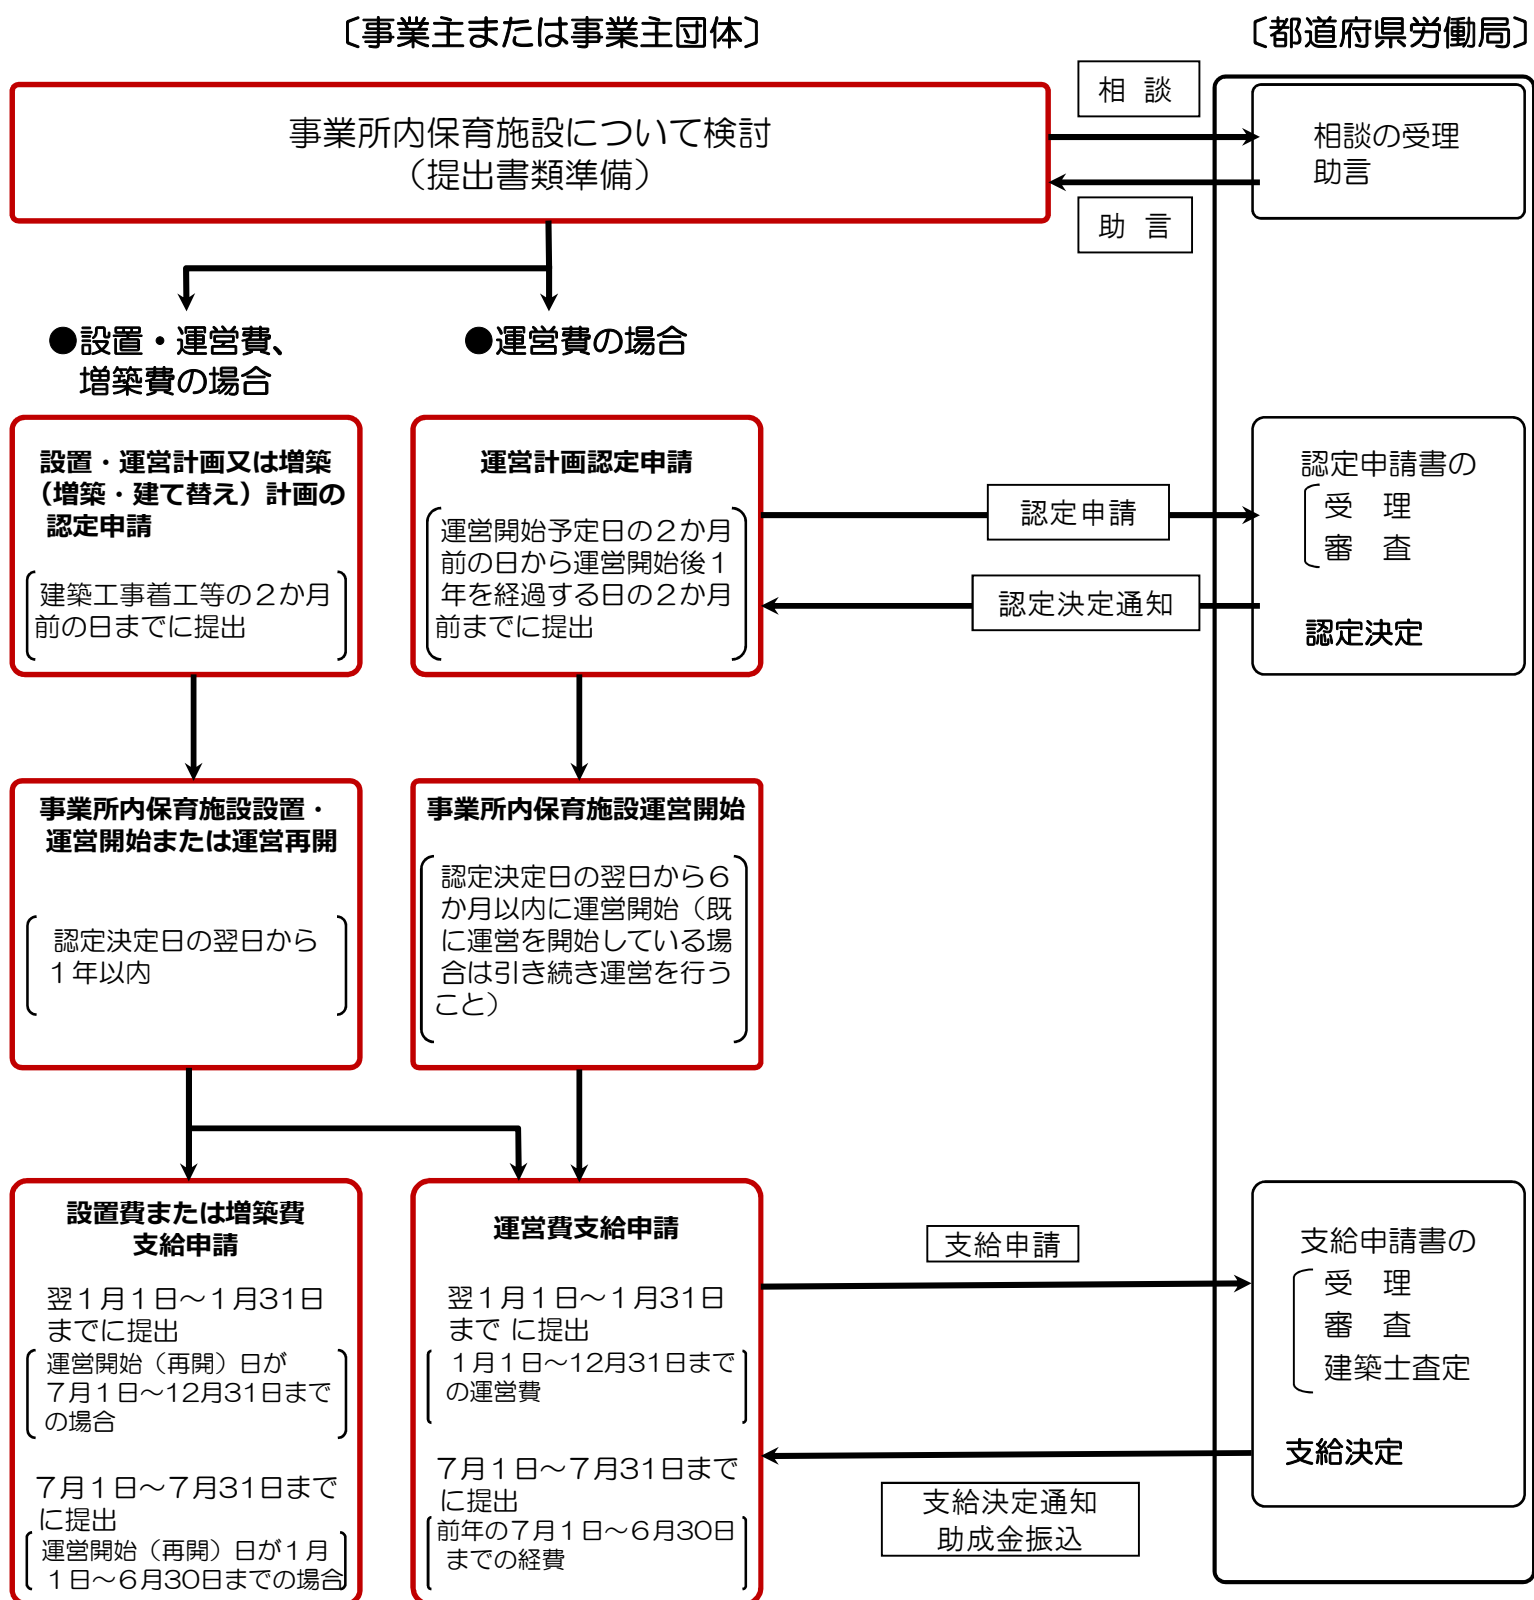 〔事業主または事業主団体〕
〔都道府県労働局〕
事業所内保育施設について検討
（提出書類準備）
相 談
助 言
相談の受理
助言
●設置・運営費、
増築費の場合
●運営費の場合
設置・運営計画又は増築
（増築・建て替え）計画の
認定申請
建築工事着工等の２か月
前の日までに提出
運営計画認定申請
運営開始予定日の２か月
前の日から運営開始後１
年を経過する日の２か月
前までに提出
認定申請
認定決定通知
認定申請書の
受　理
審　査
認定決定
事業所内保育施設設置・
運営開始または運営再開
認定決定日の翌日から
１年以内
事業所内保育施設運営開始
認定決定日の翌日から６
か月以内に運営開始（既
に運営を開始している場
合は引き続き運営を行う
こと）
設置費または増築費
支給申請
翌１月１日～１月31日
までに提出
運営開始（再開）日が
７月１日～12月31日まで
の場合
７月１日～７月31日まで
に提出
運営開始（再開）日が１月
１日～６月30日までの場合
運営費支給申請
翌１月１日～１月31日
まで に提出
１月１日～12月31日まで
の運営費
７月１日～７月31日まで
に提出
前年の７月１日～６月30日
までの経費
支給申請
支給決定通知
助成金振込
支給申請書の
受　理
審　査
建築士査定
支給決定